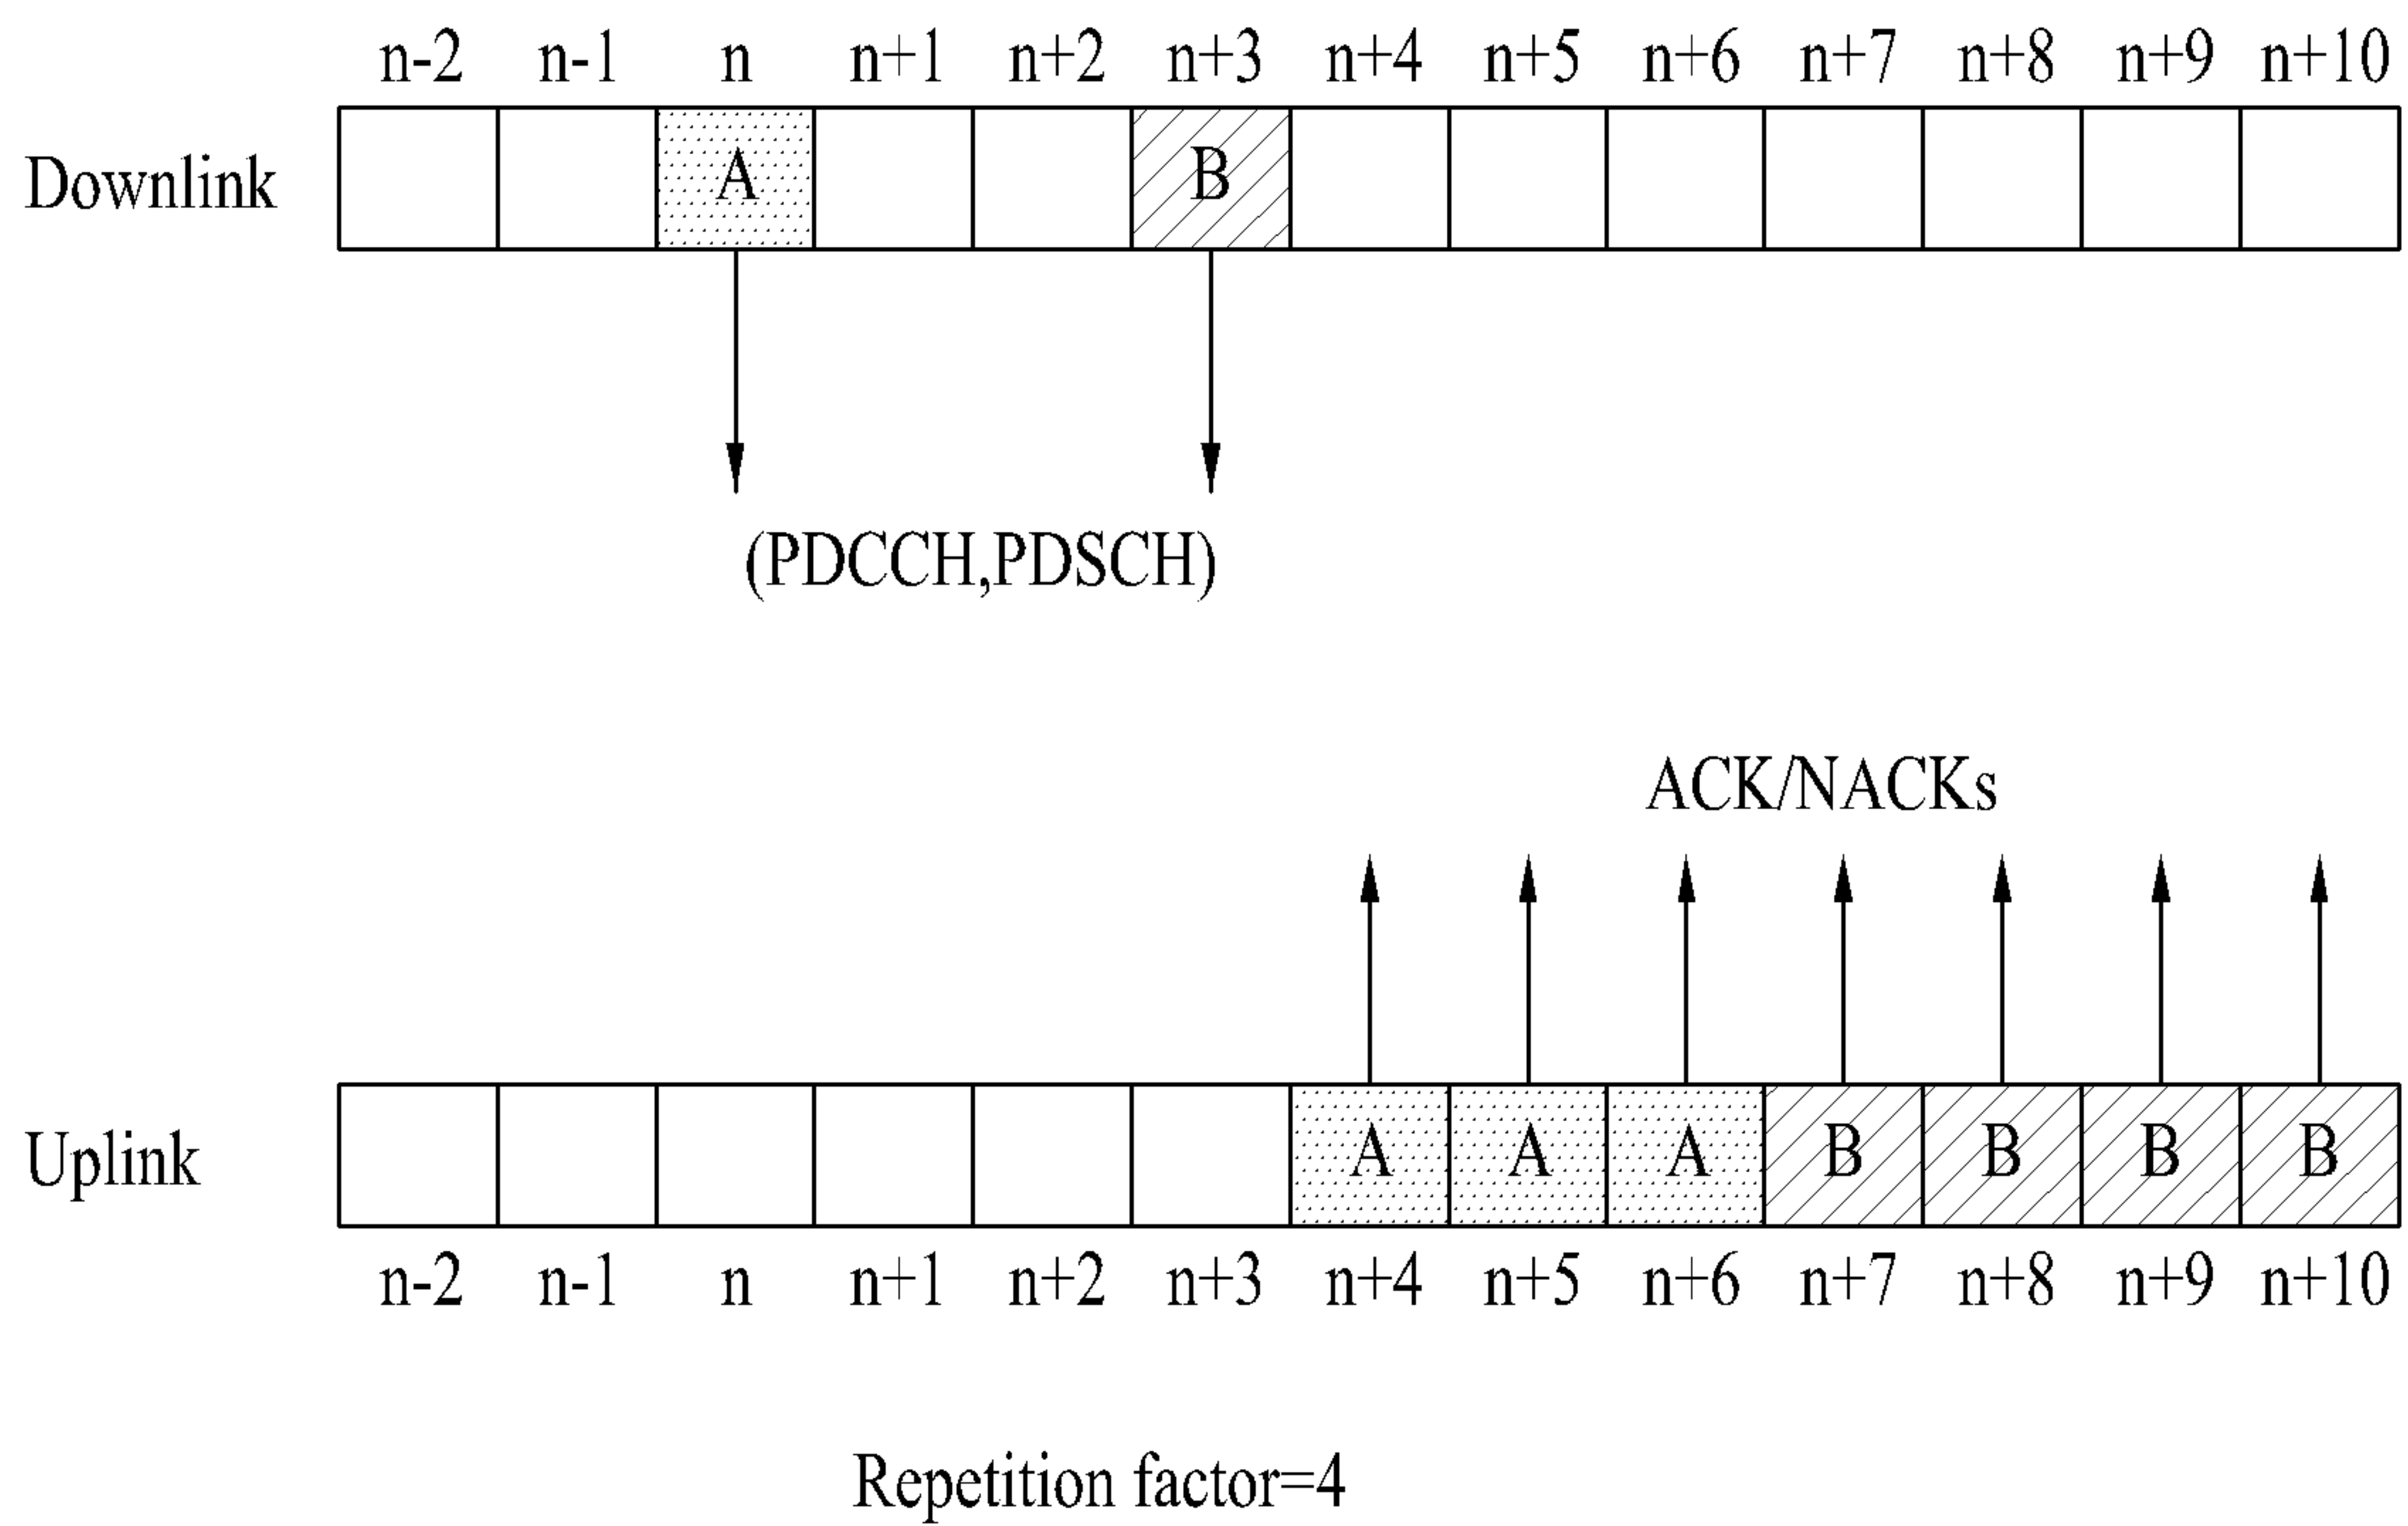 n-2 n-1 n n+1 n+2 n+3 n+4 n+5 n+6 n+7 n+8 n+9 n+10
Downlink A B
(PDCCH,PDSCH)
ACK/NACKs
Uplink A A A B B B B
n-2 n-1 n n+1 n+2 n+3 n+4 n+5 n+6 n+7 n+8 n+9 n+10
Repetition factor=4